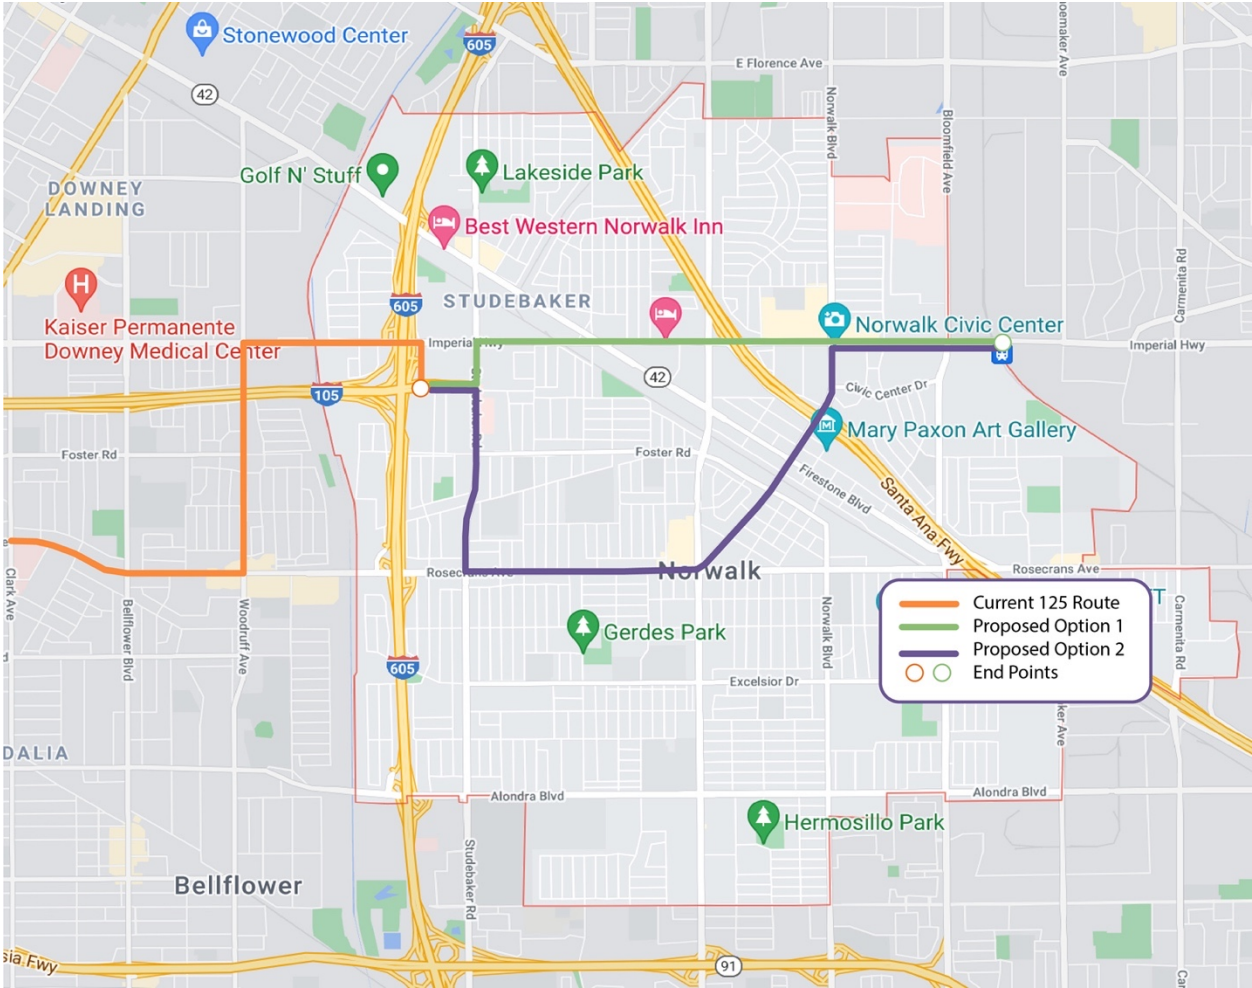 Stonewood Center
605
E Florence Ave
Shoemaker Ave
42
Norwalk Blvd
Bloomfield Ave
Golf N' Stuff
Lakeside Park
DOWNEY
LANDING
Best Western Norwalk Inn
H
Kaiser Permanente
Downey Medical Center
605
STUDEBAKER
Carmenita Rd
Norwalk Civic Center
Imperial Hwy
Imperial Hwy
105
42
Civic Center Dr
M
Mary Paxon Art Gallery
Foster Rd
Foster Rd
Firestone Blvd
Santa Ana Fwy
Clark Ave
Rosecrans Ave
Norwalk
Rosecrans Ave
Bellflower Blvd
Woodruff Ave
Norwalk Blvd
Carmenita Rd
Current 125 Route
Proposed Option 1
Proposed Option 2
End Points
FT
Gerdes Park
605
Excelsior Dr
ker Ave
DALIA
Alondra Blvd
Alondra Blvd
Hermosillo Park
Studebaker Rd
Bellflower
sia Fwy
91
Car